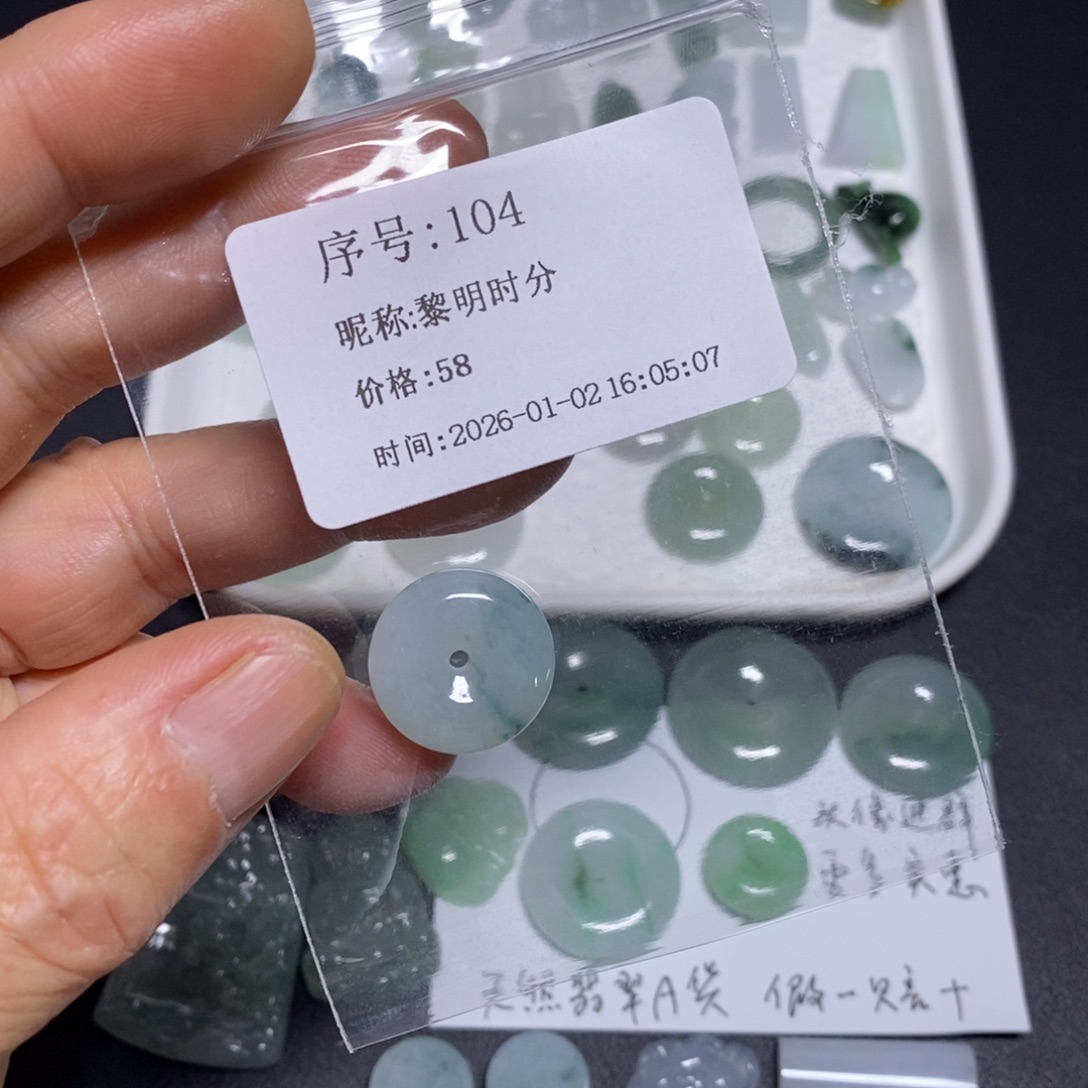 序号:104
昵称:黎明时分
价格:58
时间:2026-01-02 16:05:07
天然翡翠A货 假一赔十